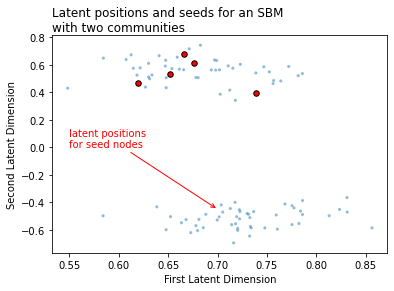 Latent positions and seeds for an SBM
with two communities
Second Latent Dimension
0.8
0.6
0.4
0.2
0.0
−0.2
−0.4
−0.6
latent positions
for seed nodes
0.55
0.60
0.65
0.70
0.75
0.80
0.85
First Latent Dimension